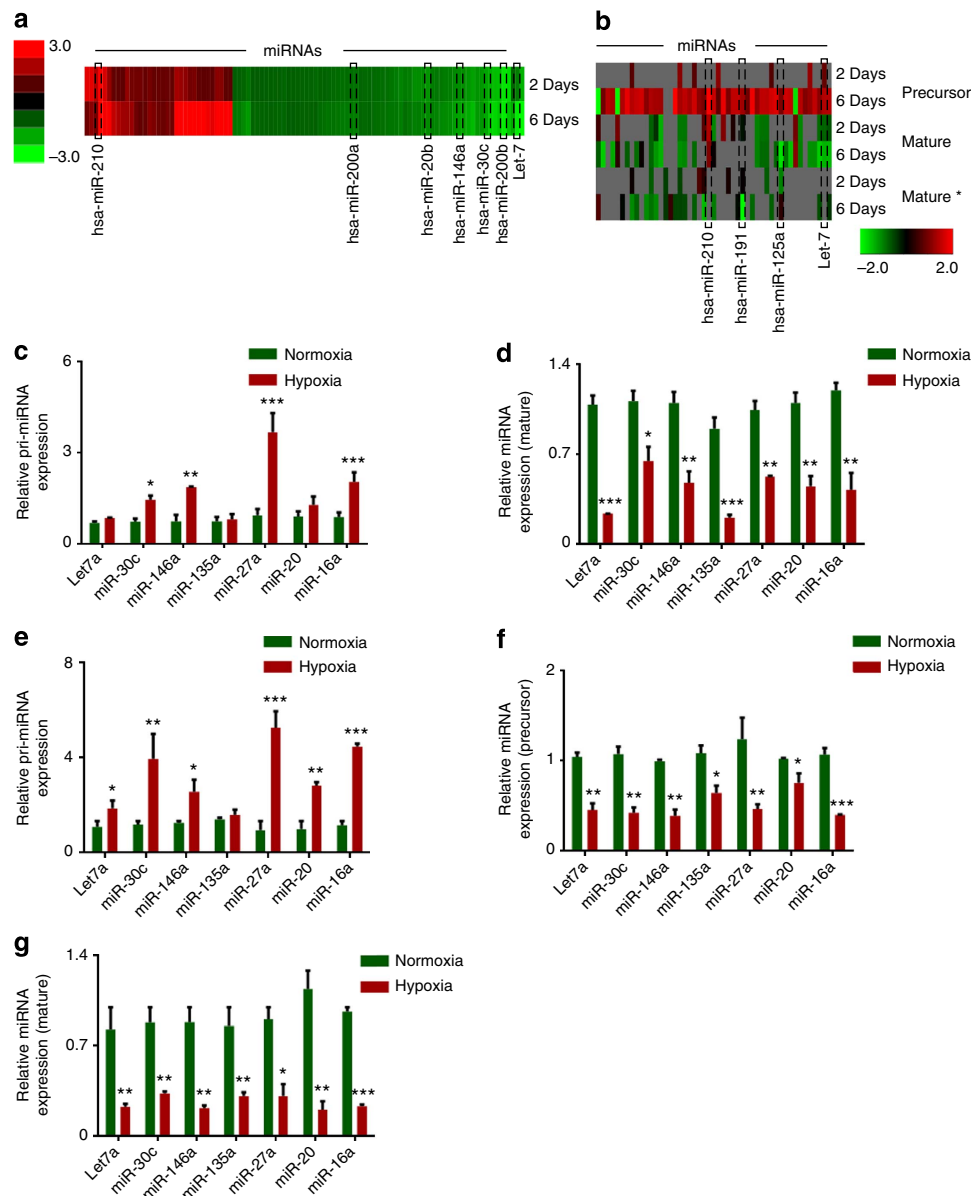 a
3.0
−3.0
miRNAs
2 Days
6 Days
hsa-miR-210
hsa-miR-200a
hsa-miR-20b
hsa-miR-146a
hsa-miR-30c
hsa-miR-200b
Let-7
b
miRNAs
2 Days
6 Days
Precursor
2 Days
6 Days
Mature
2 Days
6 Days
Mature *
hsa-miR-210
hsa-miR-191
hsa-miR-125a
Let-7
−2.0 2.0
c
Normoxia
Hypoxia
Relative pri-miRNA
expression
6
3
0
*
**
***
***
Let7a
miR-30c
miR-146a
miR-135a
miR-27a
miR-20
miR-16a
d
Normoxia
Hypoxia
Relative miRNA
expression (mature)
1.4
0.7
0
***
*
**
***
**
**
**
Let7a
miR-30c
miR-146a
miR-135a
miR-27a
miR-20
miR-16a
e
Normoxia
Hypoxia
Relative pri-miRNA
expression
8
4
0
*
**
*
***
**
***
Let7a
miR-30c
miR-146a
miR-135a
miR-27a
miR-20
miR-16a
f
Normoxia
Hypoxia
Relative miRNA
expression (precursor)
2
1
0
**
**
**
*
**
*
***
Let7a
miR-30c
miR-146a
miR-135a
miR-27a
miR-20
miR-16a
g
Normoxia
Hypoxia
Relative miRNA
expression (mature)
1.4
0.7
0
**
**
**
**
*
**
***
Let7a
miR-30c
miR-146a
miR-135a
miR-27a
miR-20
miR-16a